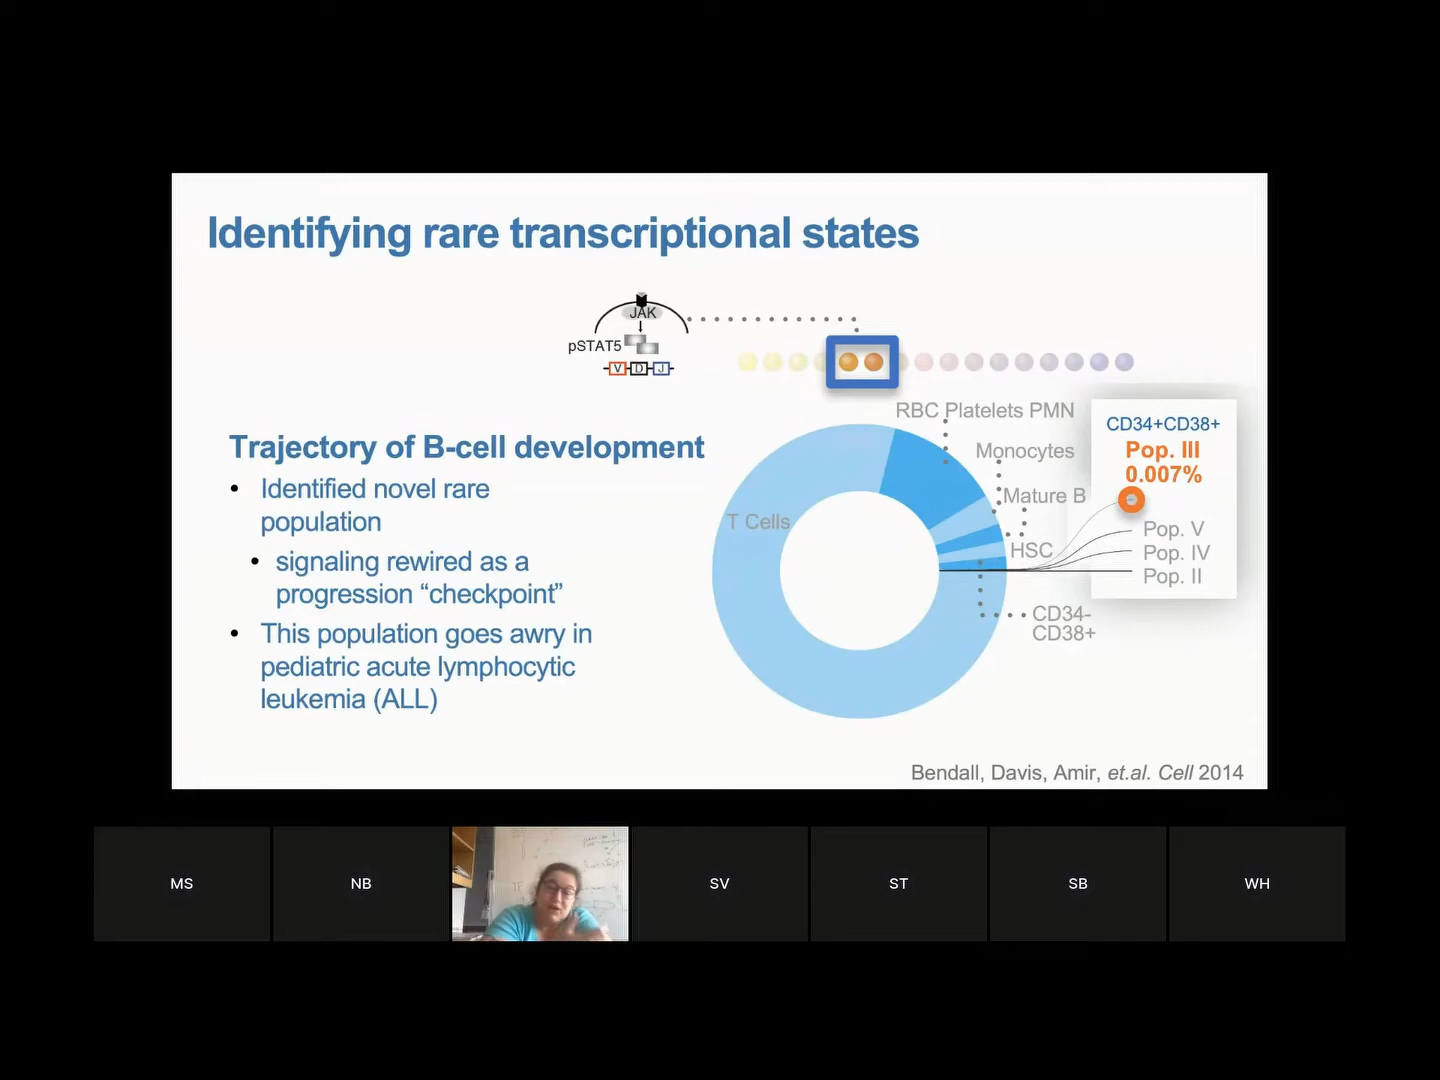 Identifying rare transcriptional states
JAK
pSTAT5
V D J
RBC Platelets PMN
Monocytes
Mature B
HSC
T Cells
CD34-
CD38+
CD34+CD38+
Pop. III
0.007%
Pop. V
Pop. IV
Pop. II
Trajectory of B-cell development
• Identified novel rare
population
• signaling rewired as a
progression “checkpoint”
• This population goes awry in
pediatric acute lymphocytic
leukemia (ALL)
Bendall, Davis, Amir, et.al. Cell 2014
MS
NB
SV
ST
SB
WH